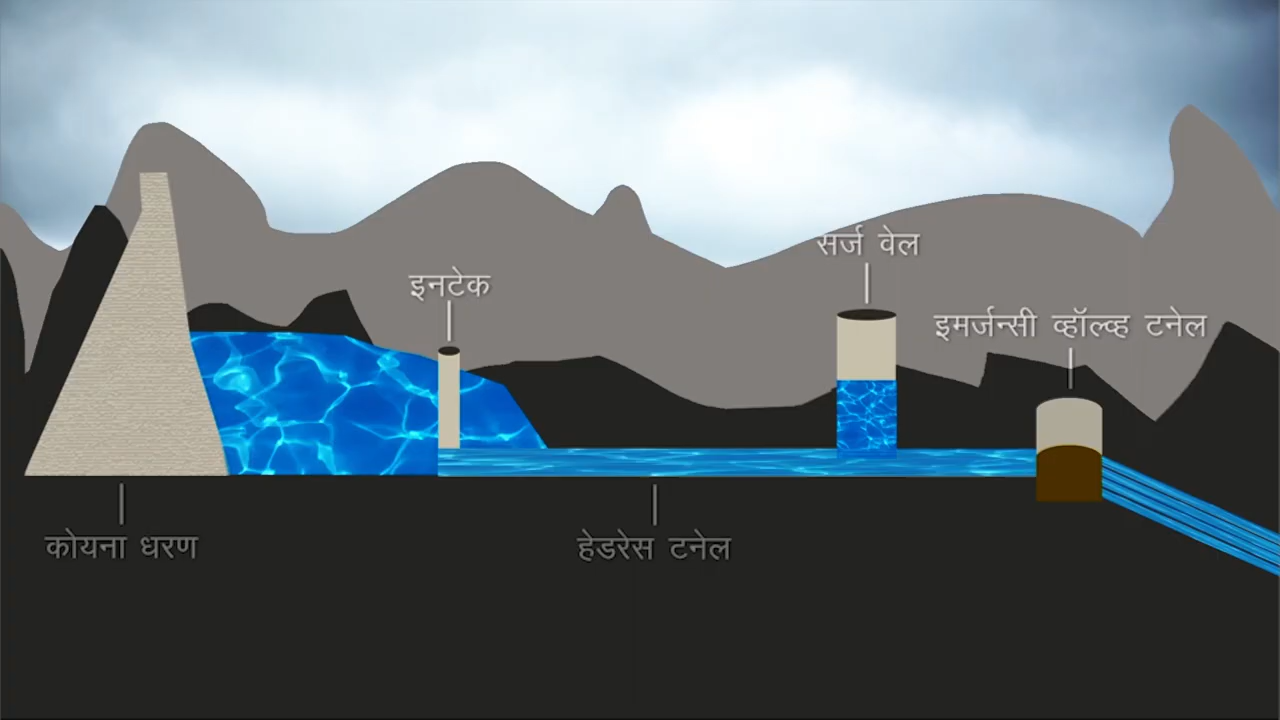 सर्ज वेल
इनटेक
इमर्जन्सी व्हॉल्व्ह टनेल
कोयना धरण
हेडरेस टनेल